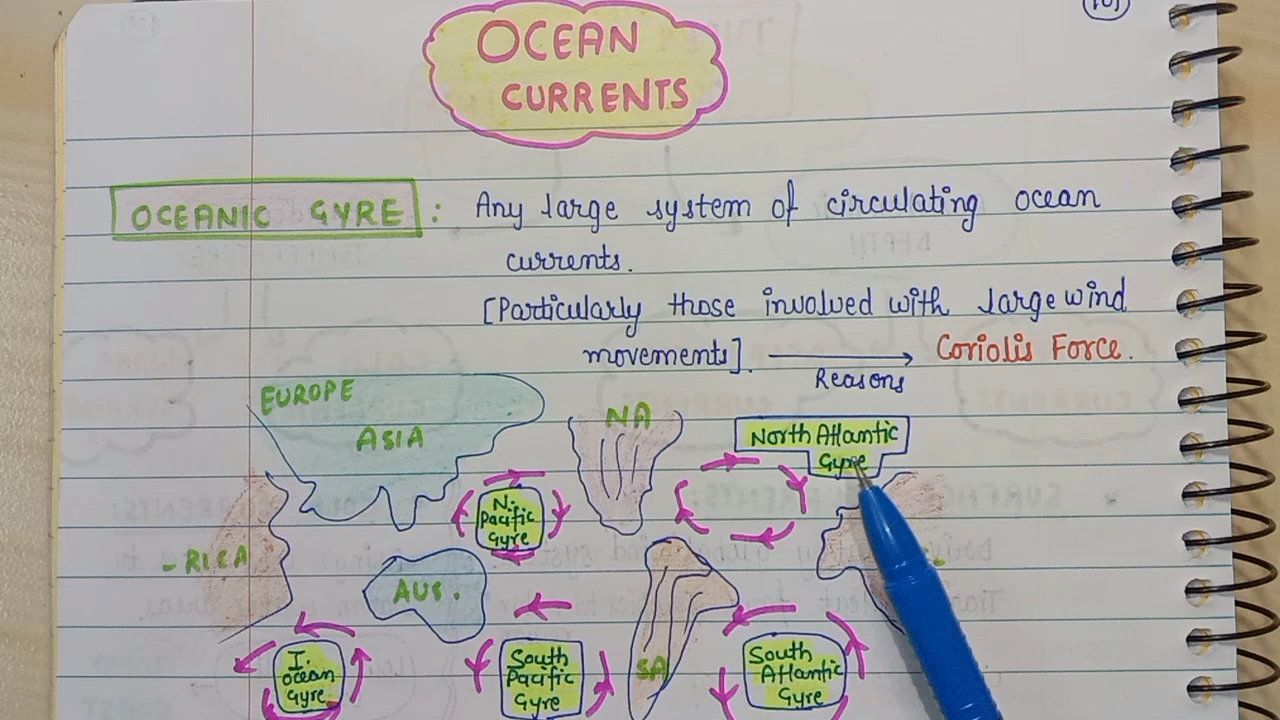 101
OCEAN
CURRENTS
OCEANIC GYRE : Any large system of circulating ocean
currents.
[Particularly those involved with large wind
movements]. → Coriolis Force.
Reasons
EUROPE
ASIA
NA
North Atlantic
Gyre
N.
Pacific
Gyre
-RICA
AUS.
I
ocean
Gyre
South
Pacific
Gyre
SA
South
Atlantic
Gyre